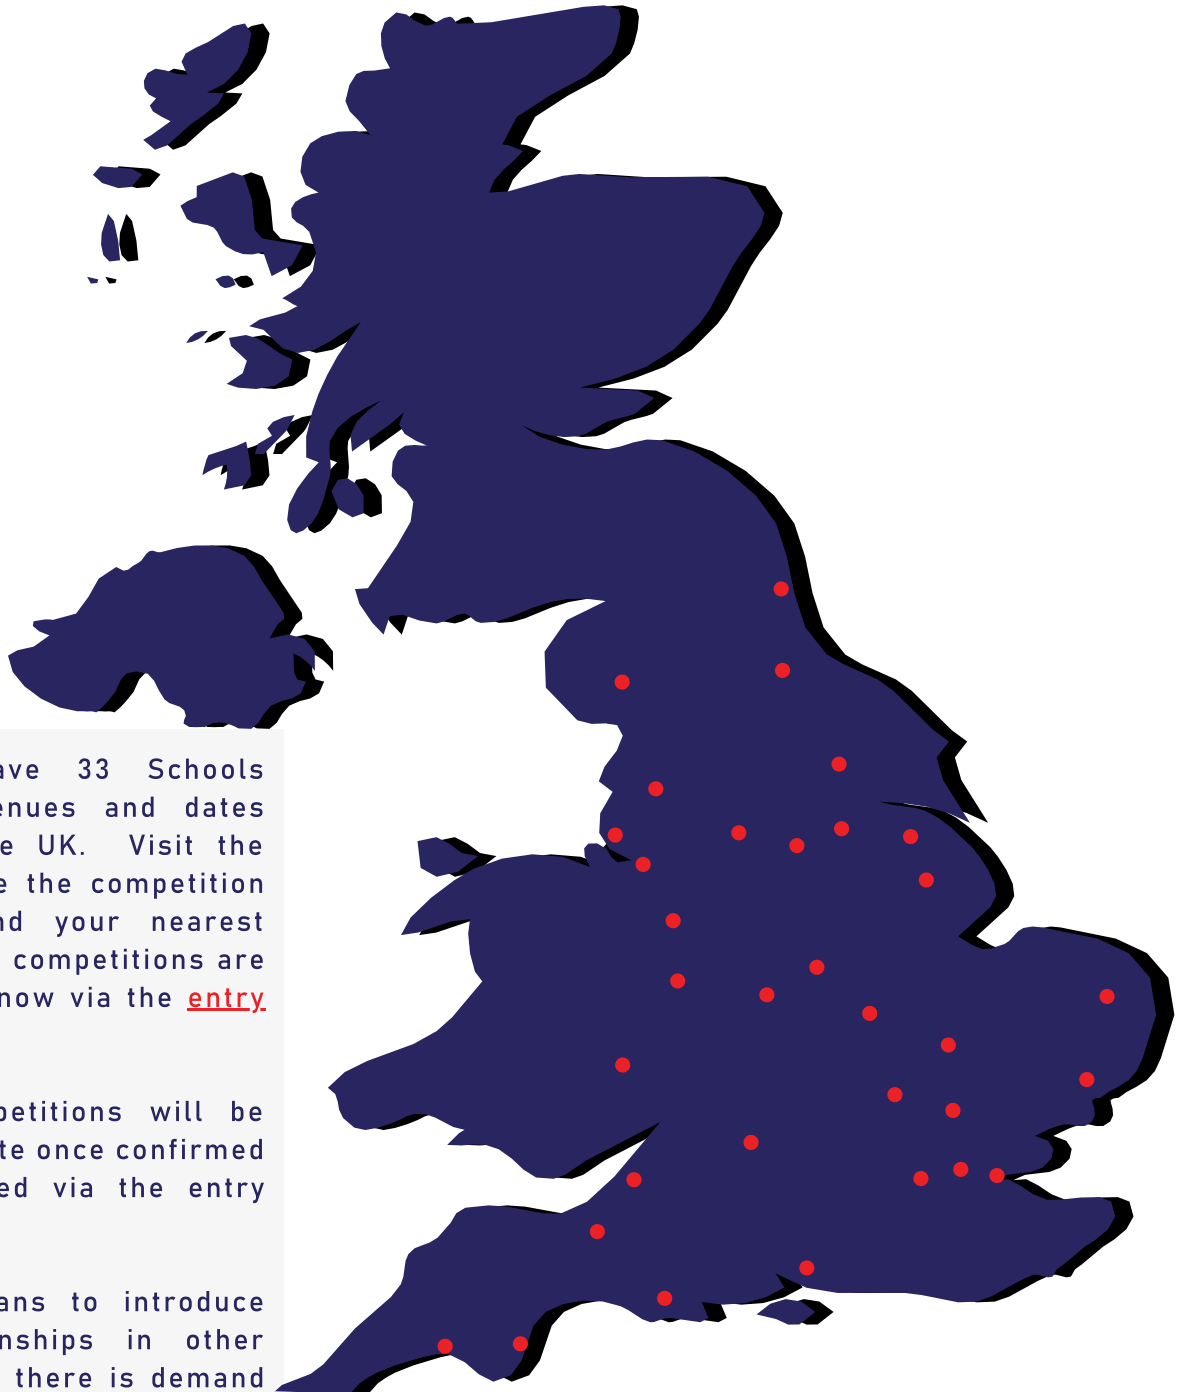 ave 33 Schools
enues and dates
e UK. Visit the
e the competition
nd your nearest
competitions are
now via the entry
petitions will be
te once confirmed
ed via the entry
ans to introduce
nships in other
there is demand